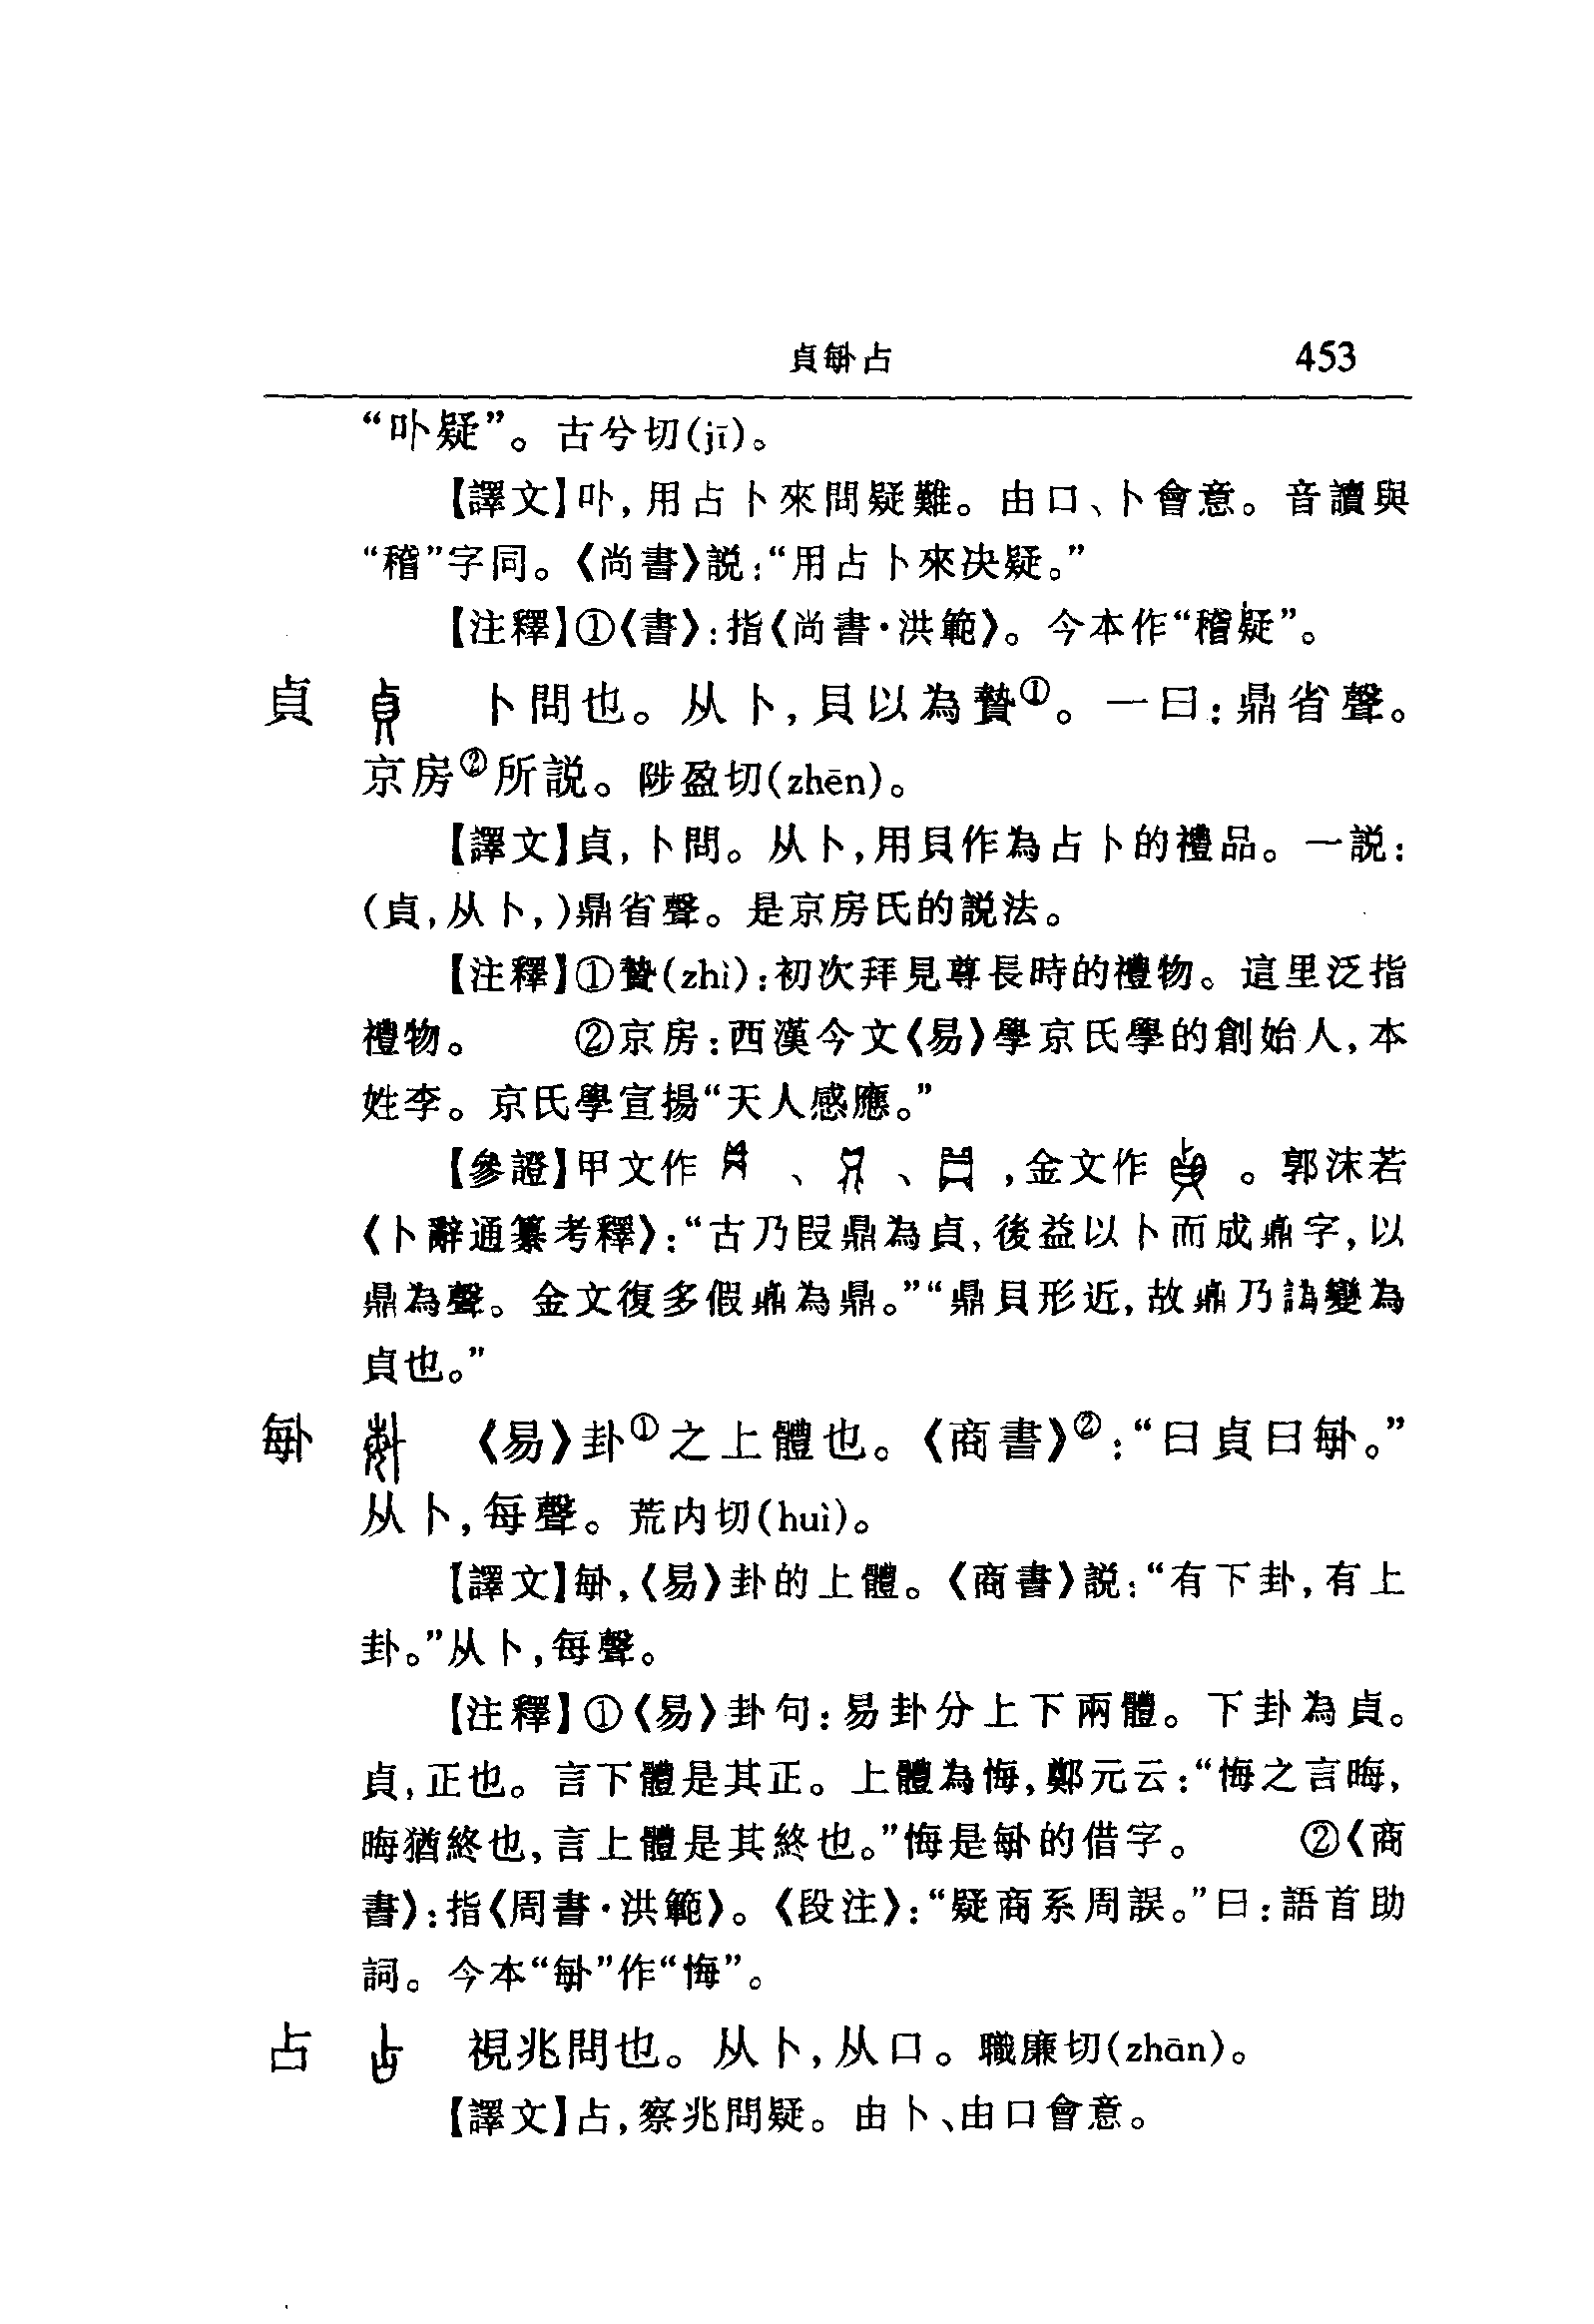 貞𠧩占 453
“卟疑”。古兮切(jī)。
【譯文】卟,用占卜來問疑難。由口、卜會意。音讀與
“稽”字同。《尚書》説:“用占卜來決疑。”
【注釋】①《書》:指《尚書·洪範》。今本作“稽疑”。
貞 卜問也。从卜,貝以為贄①。一曰:鼎省聲。
京房②所説。陟盈切(zhēn)。
【譯文】貞,卜問。从卜,用貝作為占卜的禮品。一説:
(貞,从卜,)鼎省聲。是京房氏的説法。
【注釋】①贄(zhì):初次拜見尊長時的禮物。這里泛指
禮物。 ②京房:西漢今文《易》學京氏學的創始人,本
姓李。京氏學宣揚“天人感應。”
【參證】甲文作 、 、 ,金文作 。郭沫若
《卜辭通纂考釋》:“古乃叚鼎為貞,後益以卜而成鼑字,以
鼎為聲。金文復多假鼑為鼎。”“鼎貝形近,故鼑乃譌變為
貞也。”
𠧩 《易》卦①之上體也。《商書》②:“曰貞曰𠧩。”
从卜,每聲。荒内切(huì)。
【譯文】𠧩,《易》卦的上體。《商書》説:“有下卦,有上
卦。”从卜,每聲。
【注釋】①《易》卦句:易卦分上下兩體。下卦為貞。
貞,正也。言下體是其正。上體為悔,鄭元云:“悔之言晦,
晦猶終也,言上體是其終也。”悔是𠧩的借字。 ②《商
書》:指《周書·洪範》。《段注》:“疑商系周誤。”曰:語首助
詞。今本“𠧩”作“悔”。
占 視兆問也。从卜,从口。職廉切(zhān)。
【譯文】占,察兆問疑。由卜、由口會意。